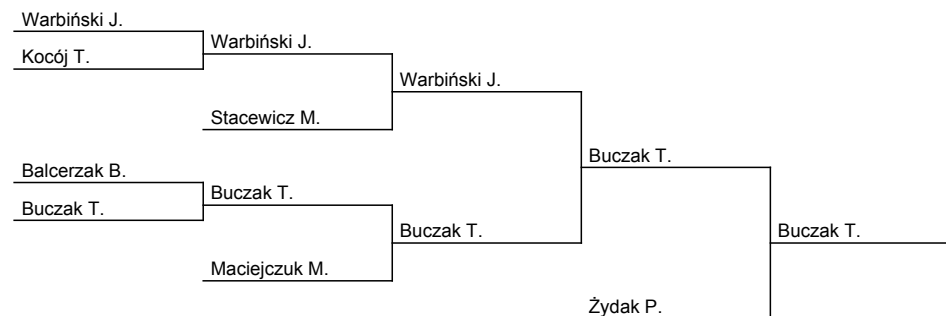 Warbiński J.
Warbiński J.
Kocój T.
Warbiński J.
Stacewicz M.
Buczak T.
Balcerzak B.
Buczak T.
Buczak T.
Buczak T.
Buczak T.
Maciejczuk M.
Żydak P.